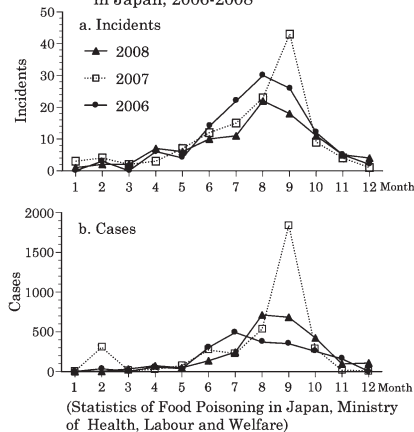 in Japan, 2006-2008
a. Incidents
2008
2007
2006
Incidents
50
40
30
20
10
0
1 2 3 4 5 6 7 8 9 10 11 12 Month
b. Cases
Cases
2000
1500
1000
500
0
1 2 3 4 5 6 7 8 9 10 11 12 Month
(Statistics of Food Poisoning in Japan, Ministry
of Health, Labour and Welfare)